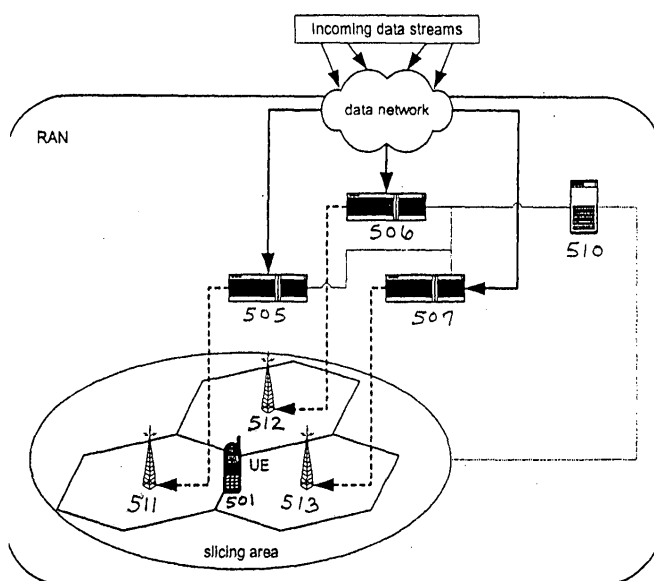 incoming data streams
data network
RAN
506
510
505
507
512
UE
511
501
513
slicing area